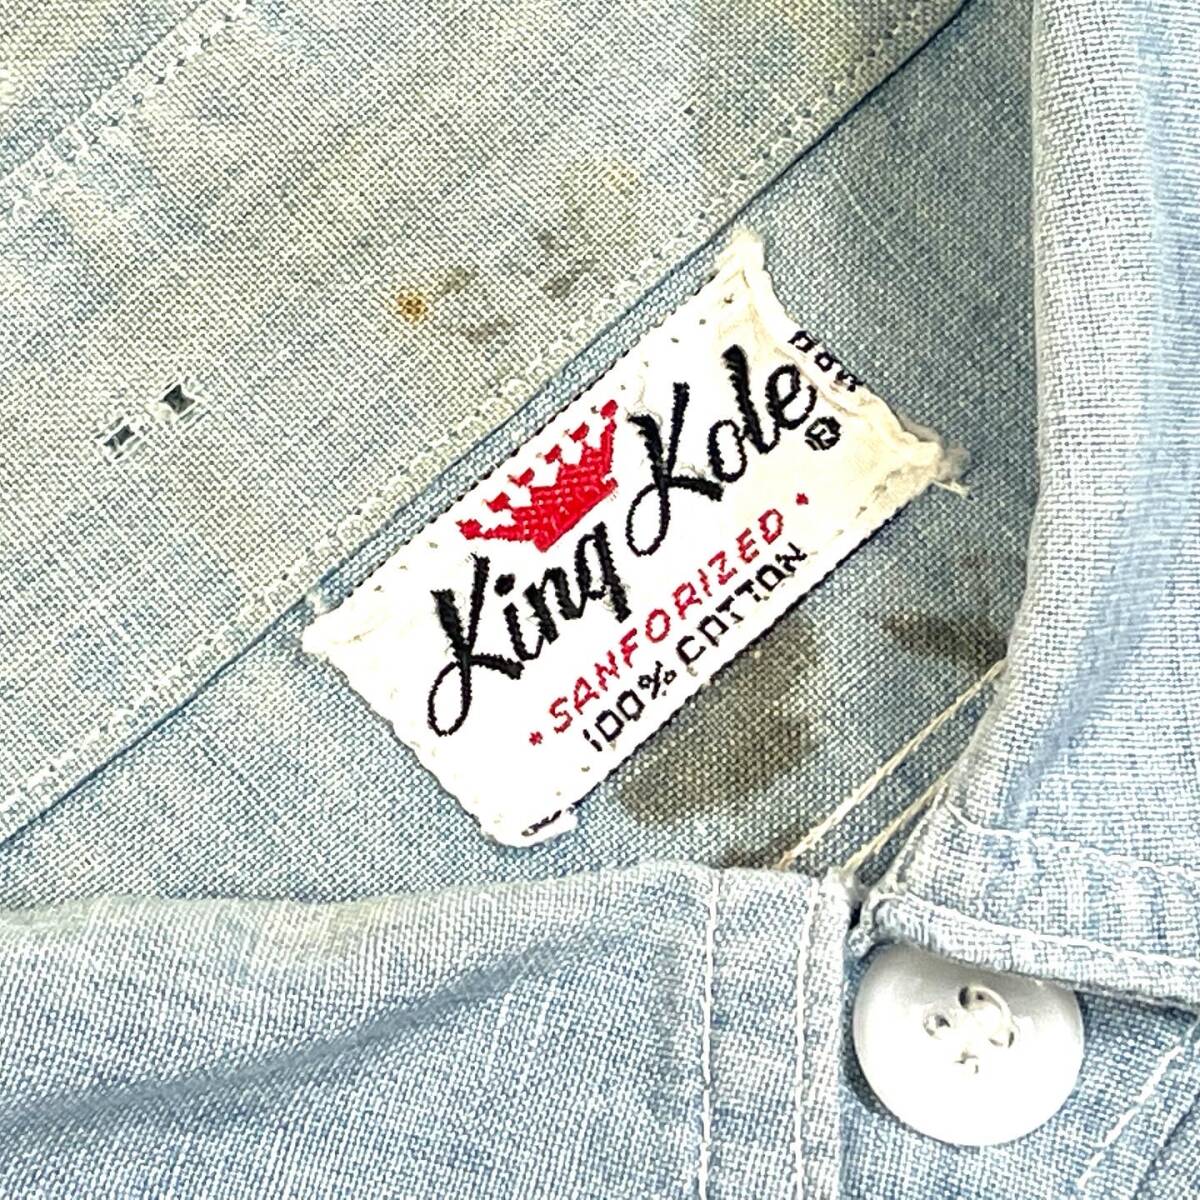 King Kole ®
• SANFORIZED •
100% COTTON